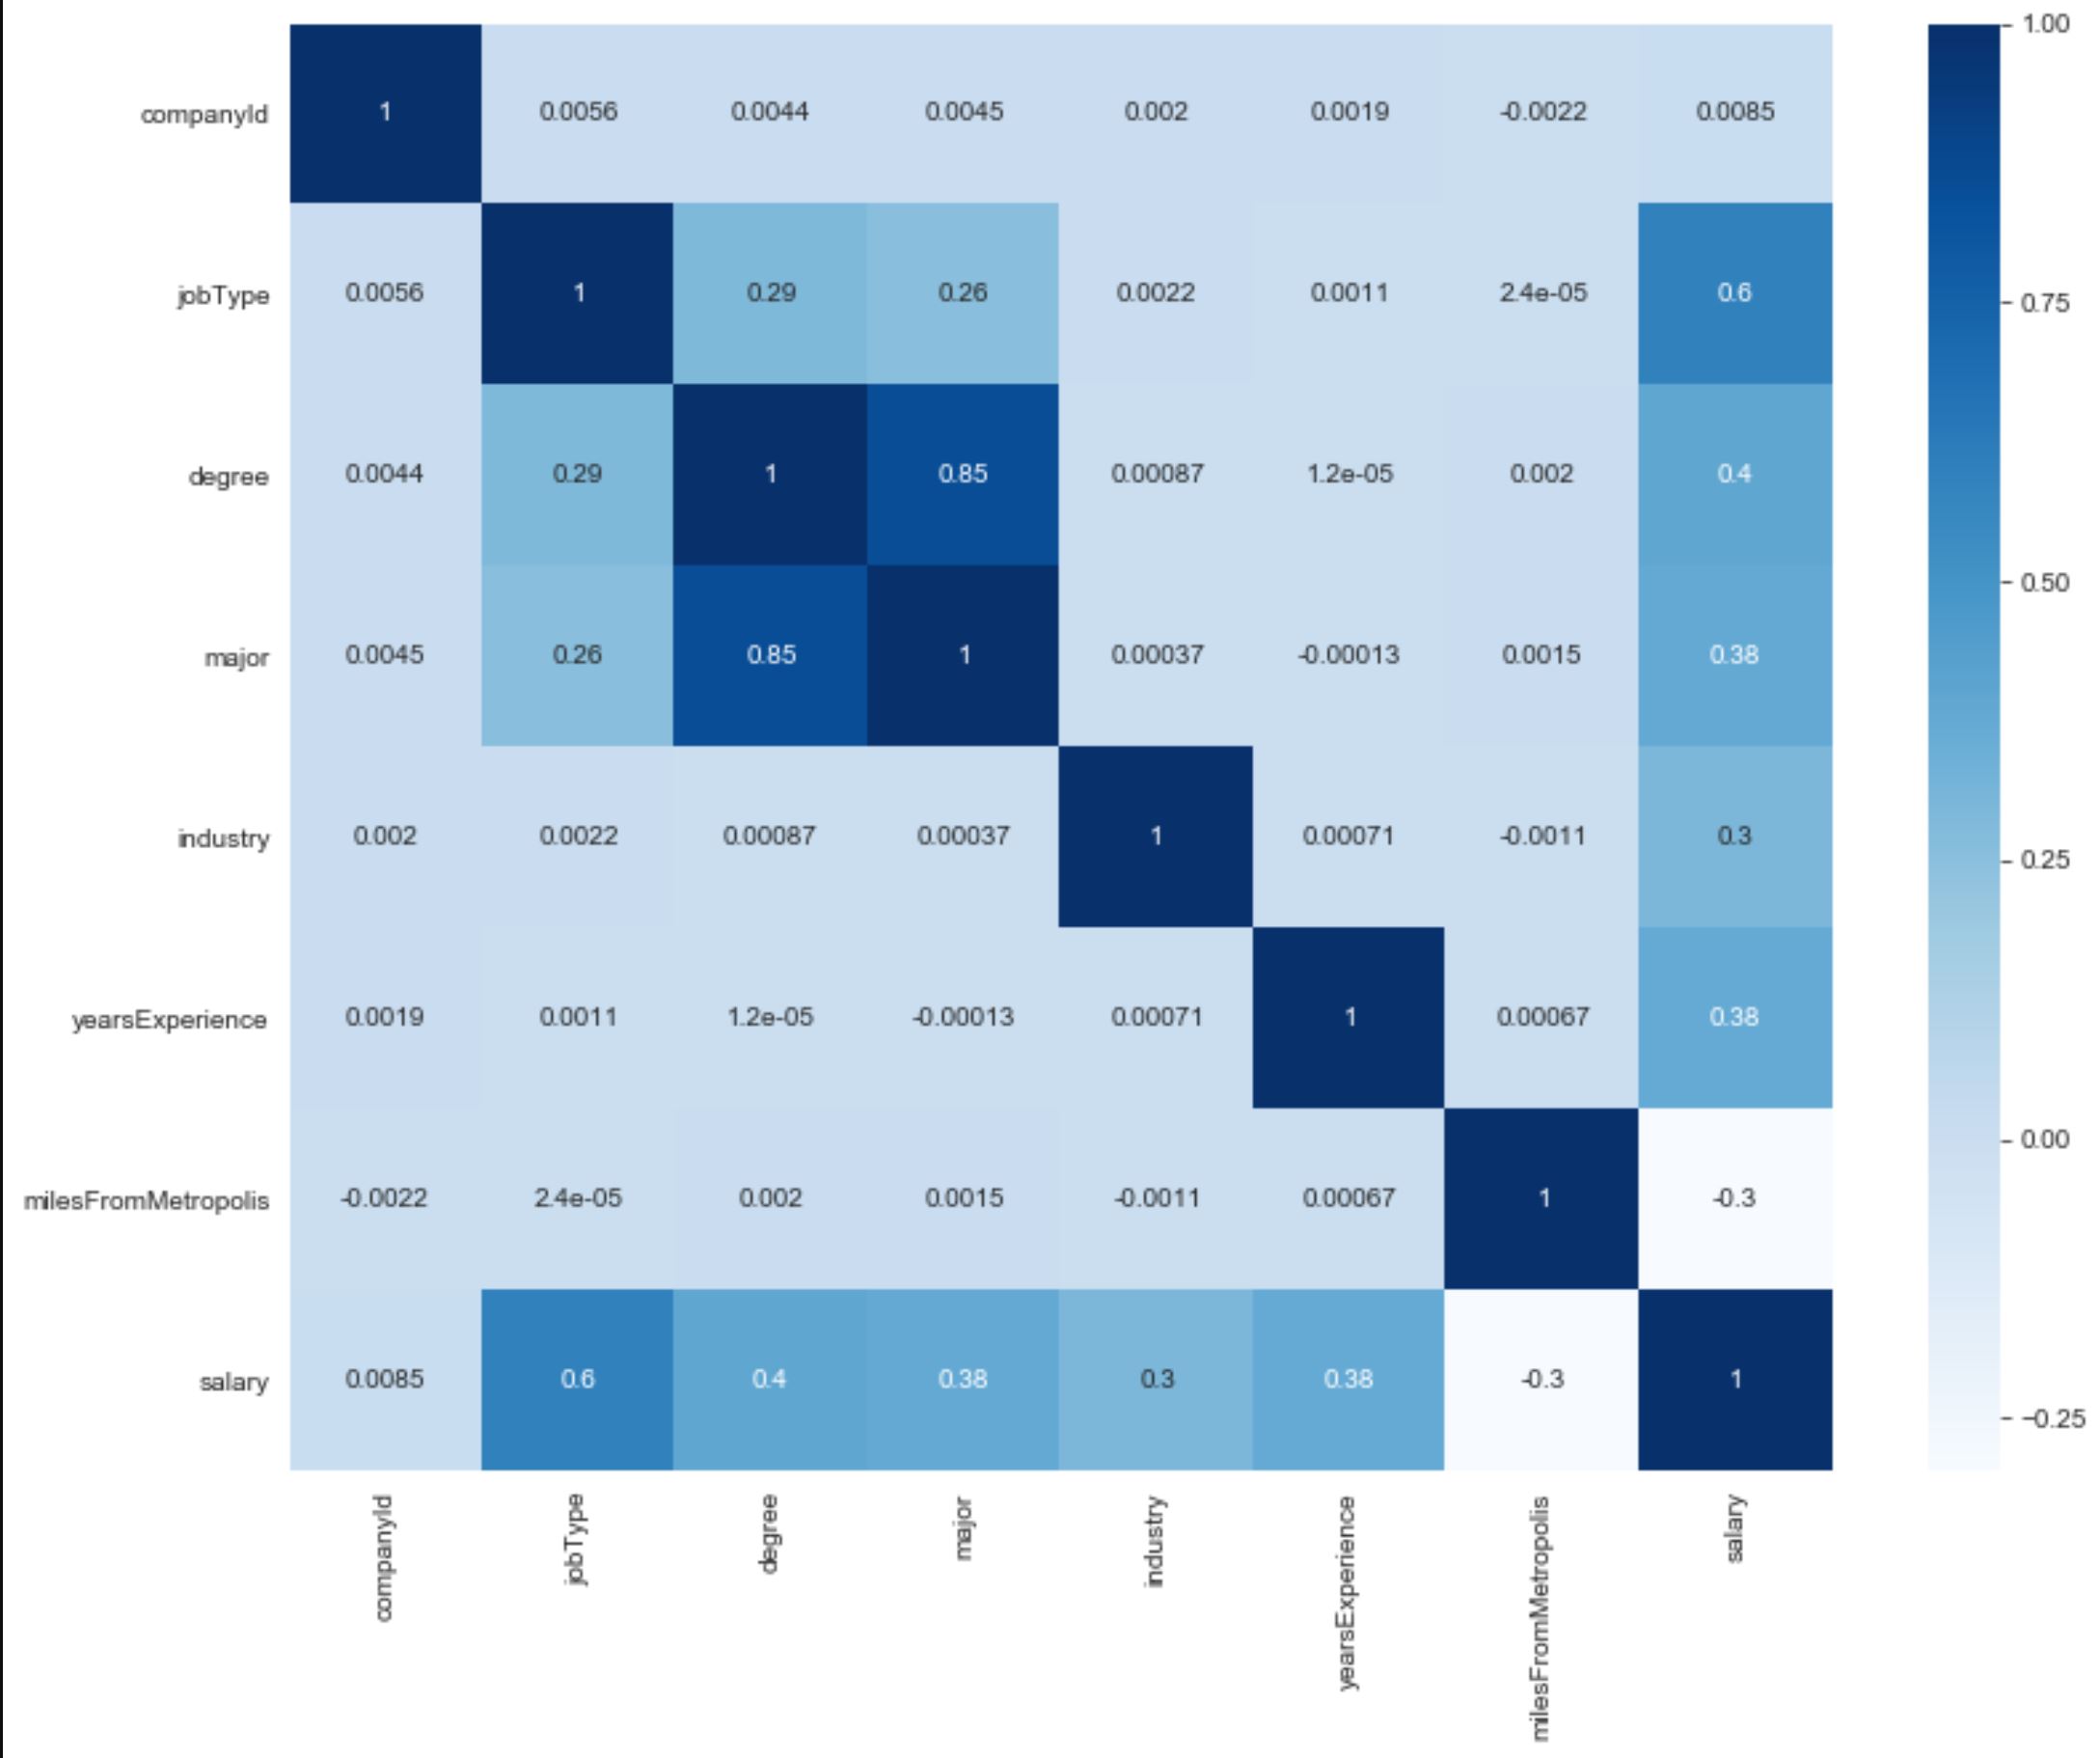 1.00
companyId 1 0.0056 0.0044 0.0045 0.002 0.0019 -0.0022 0.0085
jobType 0.0056 1 0.29 0.26 0.0022 0.0011 2.4e-05 0.6
0.75
degree 0.0044 0.29 1 0.85 0.00087 1.2e-05 0.002 0.4
0.50
major 0.0045 0.26 0.85 1 0.00037 -0.00013 0.0015 0.38
industry 0.002 0.0022 0.00087 0.00037 1 0.00071 -0.0011 0.3
0.25
yearsExperience 0.0019 0.0011 1.2e-05 -0.00013 0.00071 1 0.00067 0.38
0.00
milesFromMetropolis -0.0022 2.4e-05 0.002 0.0015 -0.0011 0.00067 1 -0.3
salary 0.0085 0.6 0.4 0.38 0.3 0.38 -0.3 1
−0.25
companyId
jobType
degree
major
industry
yearsExperience
milesFromMetropolis
salary